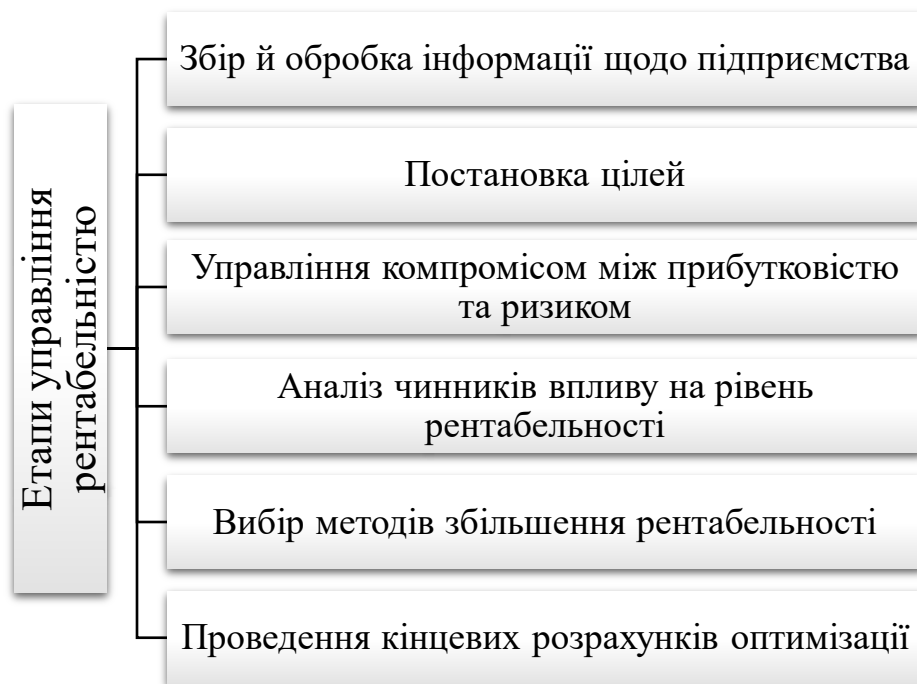 Етапи управління
рентабельністю
Збір й обробка інформації щодо підприємства
Постановка цілей
Управління компромісом між прибутковістю
та ризиком
Аналіз чинників впливу на рівень
рентабельності
Вибір методів збільшення рентабельності
Проведення кінцевих розрахунків оптимізації